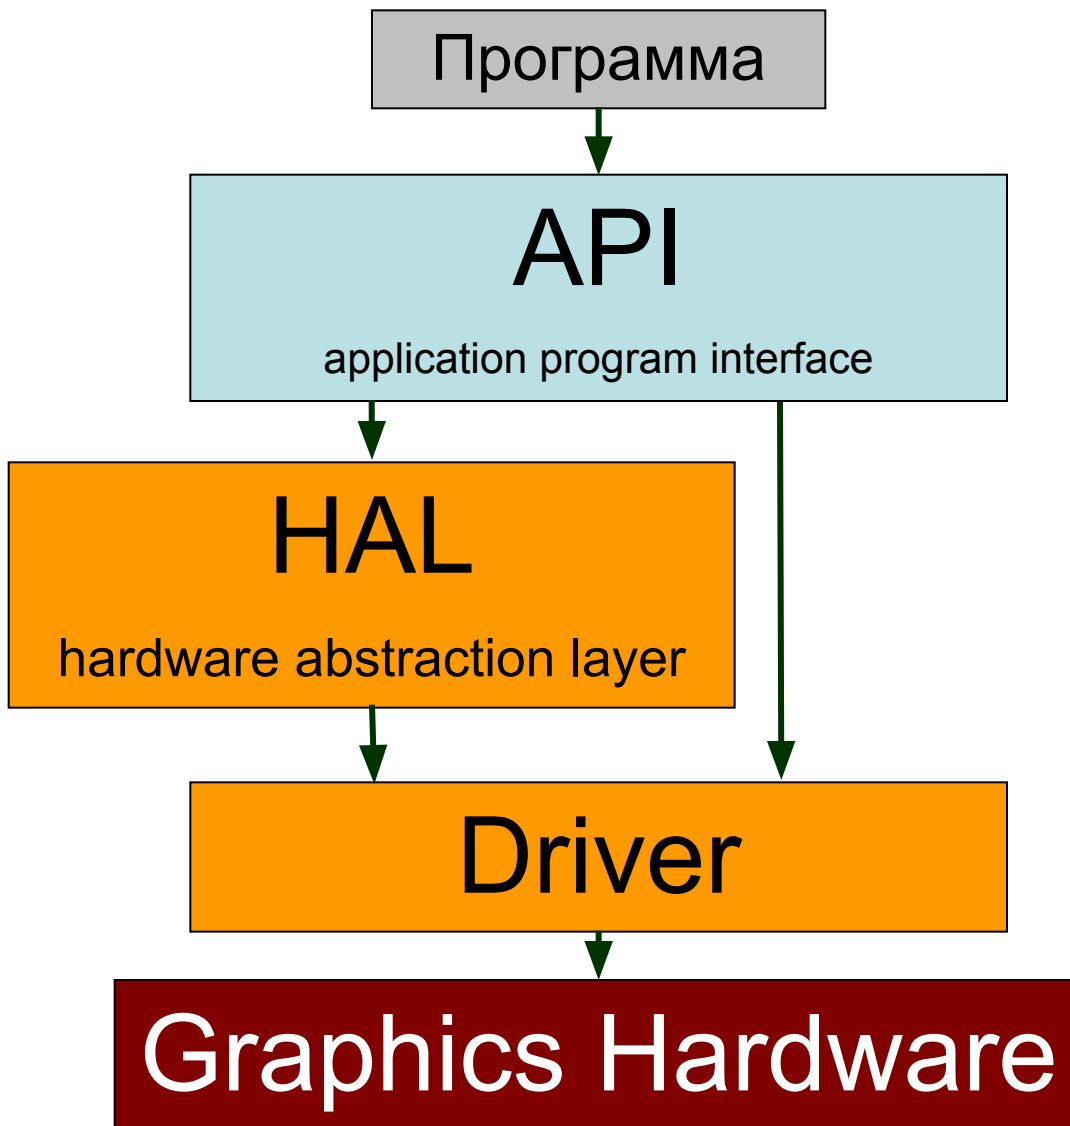 Программа
API
application program interface
HAL
hardware abstraction layer
Driver
Graphics Hardware